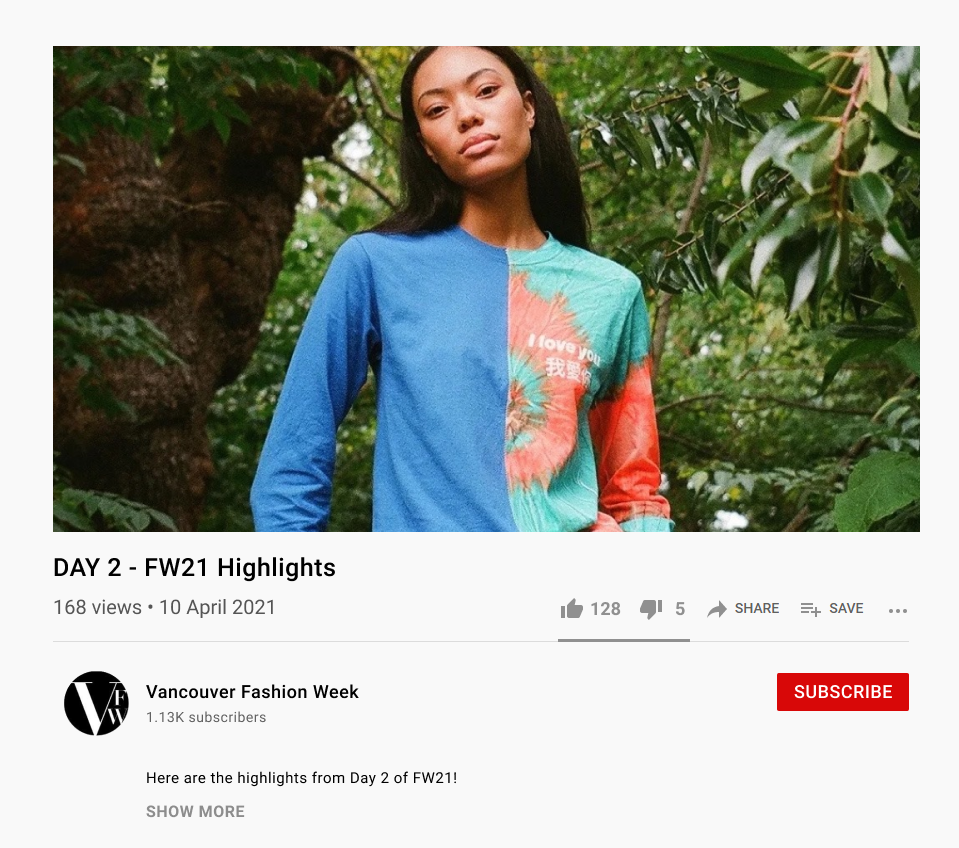 I love you
我愛你
DAY 2 - FW21 Highlights
168 views • 10 April 2021
128 5 SHARE SAVE
VFW
Vancouver Fashion Week
1.13K subscribers
SUBSCRIBE
Here are the highlights from Day 2 of FW21!
SHOW MORE